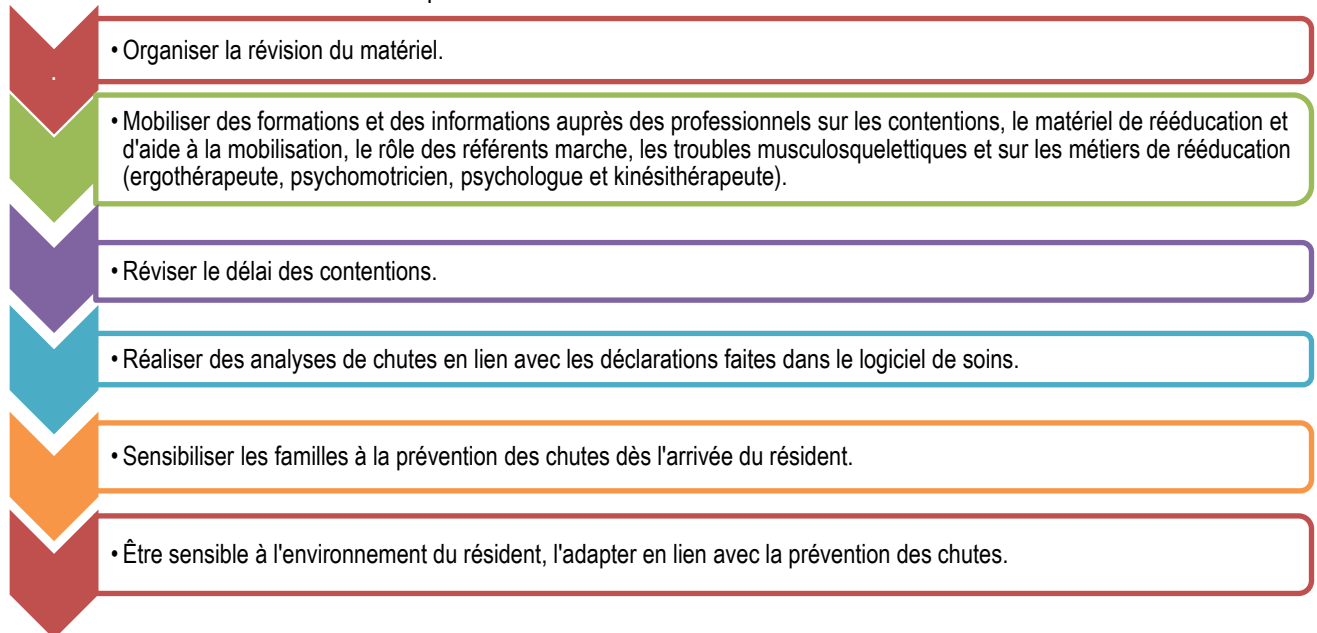 • Organiser la révision du matériel.
.
• Mobiliser des formations et des informations auprès des professionnels sur les contentions, le matériel de rééducation et
d'aide à la mobilisation, le rôle des référents marche, les troubles musculosquelettiques et sur les métiers de rééducation
(ergothérapeute, psychomotricien, psychologue et kinésithérapeute).
• Réviser le délai des contentions.
• Réaliser des analyses de chutes en lien avec les déclarations faites dans le logiciel de soins.
• Sensibiliser les familles à la prévention des chutes dès l'arrivée du résident.
• Être sensible à l'environnement du résident, l'adapter en lien avec la prévention des chutes.